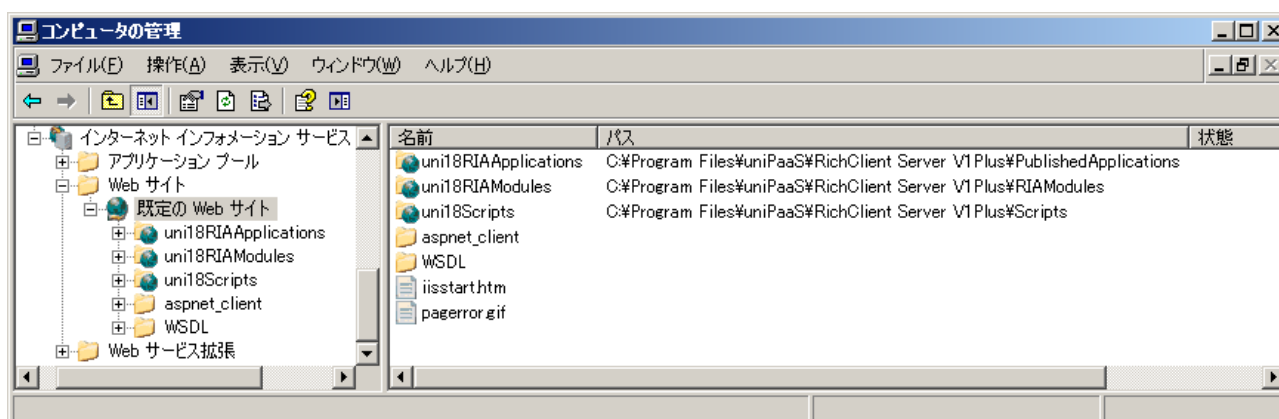 コンピュータの管理
ファイル(F) 操作(A) 表示(V) ウィンドウ(W) ヘルプ(H)
インターネット インフォメーション サービス
アプリケーション プール
Web サイト
既定の Web サイト
uni18RIAApplications
uni18RIAModules
uni18Scripts
aspnet_client
WSDL
Web サービス拡張
名前 パス 状態
uni18RIAApplications C:¥Program Files¥uniPaaS¥RichClient Server V1Plus¥PublishedApplications
uni18RIAModules C:¥Program Files¥uniPaaS¥RichClient Server V1Plus¥RIAModules
uni18Scripts C:¥Program Files¥uniPaaS¥RichClient Server V1Plus¥Scripts
aspnet_client
WSDL
iisstart.htm
pagerror.gif